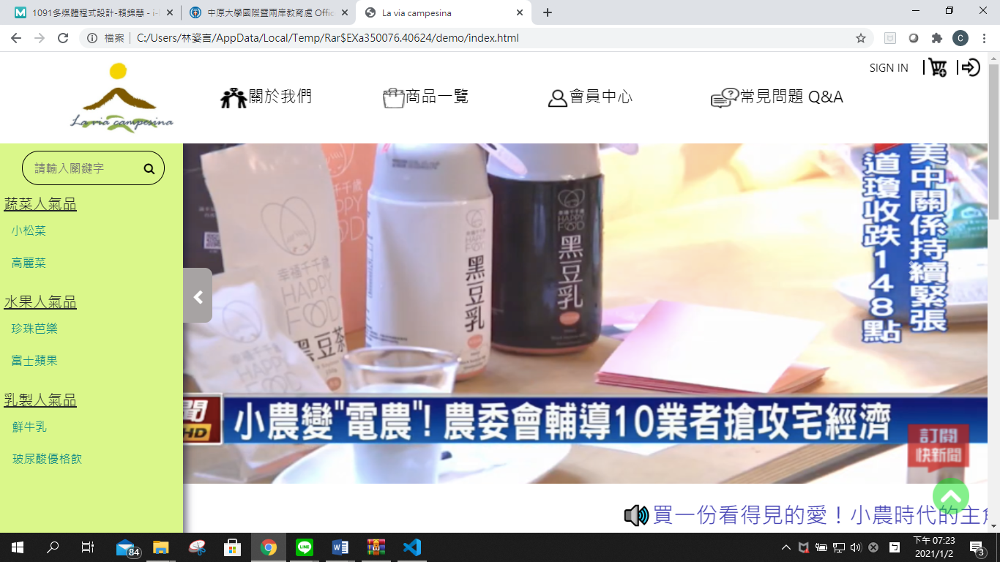 1091多媒體程式設計-賴錦慧 - i-
中原大學國際暨兩岸教育處 Offic
La via campesina
檔案
C:/Users/林姿言/AppData/Local/Temp/Rar$EXa350076.40624/demo/index.html
C
SIGN IN
La via campesina
關於我們
商品一覽
會員中心
常見問題 Q&A
請輸入關鍵字
蔬菜人氣品
小松菜
高麗菜
水果人氣品
珍珠芭樂
富士蘋果
乳製人氣品
鮮牛乳
玻尿酸優格飲
幸福千千歲
HAPPY
FOOD
黑豆茶
HAPPY
FOOD
黑豆乳
幸福千千歲
HAPPY
FOOD
黑豆乳
美中關係持續緊張
道瓊收跌148點
聞
HD
小農變"電農"! 農委會輔導10業者搶攻宅經濟
訂閱
快新聞
買一份看得見的愛！小農時代的主
84
下午 07:23
2021/1/2
3